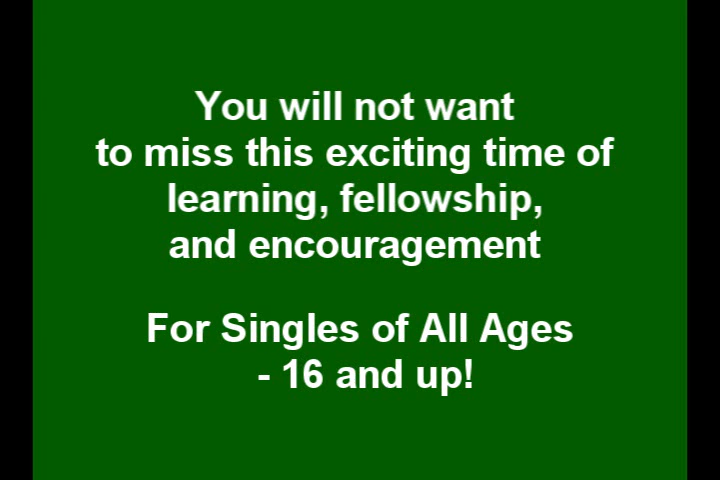 You will not want
to miss this exciting time of
learning, fellowship,
and encouragement
For Singles of All Ages
- 16 and up!